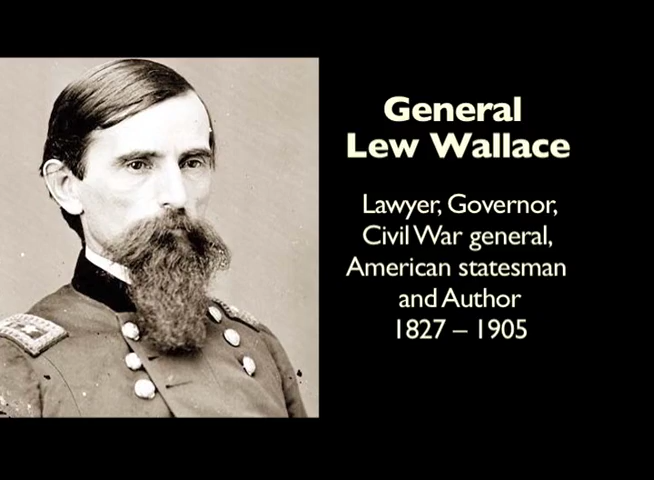 General
Lew Wallace
Lawyer, Governor,
Civil War general,
American statesman
and Author
1827 – 1905